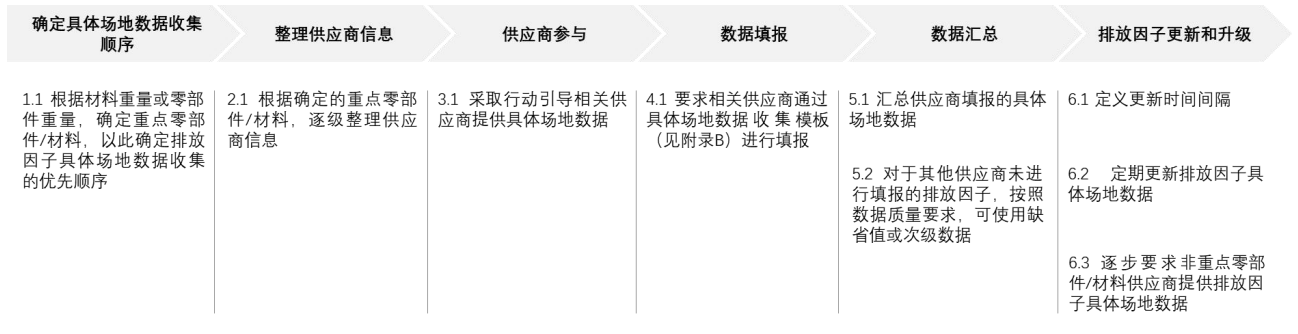 确定具体场地数据收集
顺序
整理供应商信息
供应商参与
数据填报
数据汇总
排放因子更新和升级
1.1 根据材料重量或零部
件重量，确定重点零部
件/材料，以此确定排放
因子具体场地数据收集
的优先顺序
2.1 根据确定的重点零部
件/材料，逐级整理供应
商信息
3.1 采取行动引导相关供
应商提供具体场地数据
4.1 要求相关供应商通过
具体场地数据 收 集 模板
（见附录B）进行填报
5.1 汇总供应商填报的具体
场地数据
5.2 对于其他供应商未进
行填报的排放因子，按照
数据质量要求，可使用缺
省值或次级数据
6.1 定义更新时间间隔
6.2 定期更新排放因子具
体场地数据
6.3 逐 步 要 求 非重点零部
件/材料供应商提供排放因
子具体场地数据